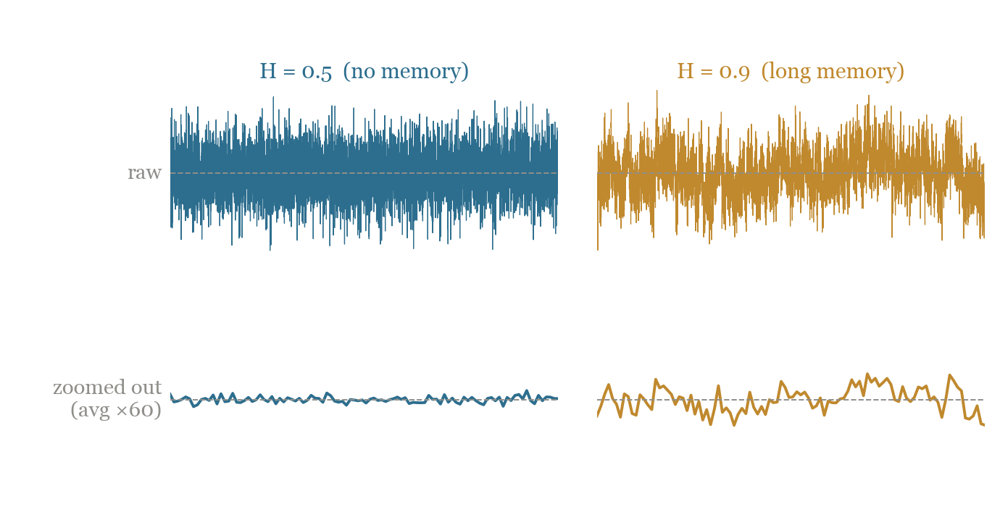 H = 0.5  (no memory)
H = 0.9  (long memory)
raw
zoomed out
(avg ×60)